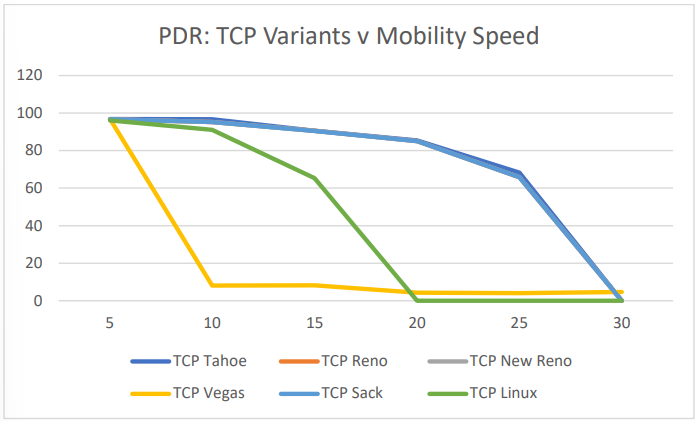 PDR: TCP Variants v Mobility Speed
120
100
80
60
40
20
0
5 10 15 20 25 30
TCP Tahoe TCP Reno TCP New Reno
TCP Vegas TCP Sack TCP Linux